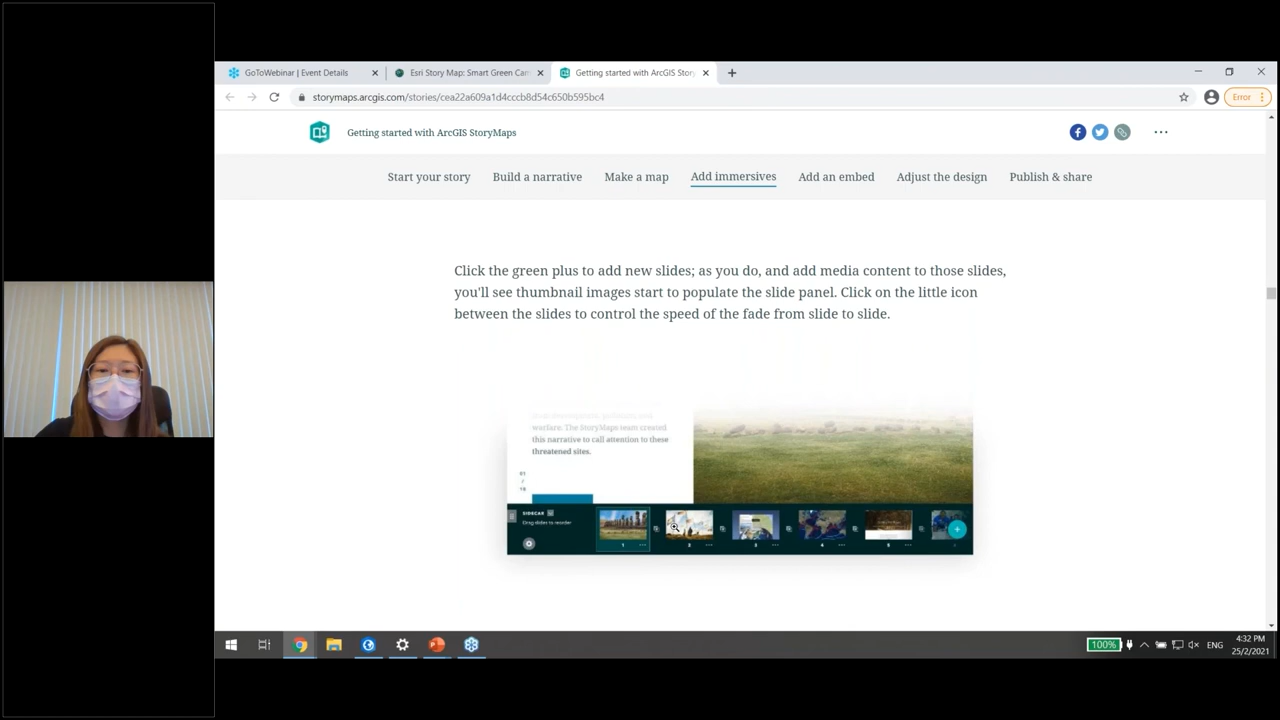 GoToWebinar | Event Details
Esri Story Map: Smart Green Cam
Getting started with ArcGIS Story
storymaps.arcgis.com/stories/cea22a609a1d4cccb8d54c650b595bc4
Error
Getting started with ArcGIS StoryMaps
Start your story Build a narrative Make a map Add immersives Add an embed Adjust the design Publish & share
Click the green plus to add new slides; as you do, and add media content to those slides,
you'll see thumbnail images start to populate the slide panel. Click on the little icon
between the slides to control the speed of the fade from slide to slide.
warfare. The StoryMaps team created
this narrative to call attention to these
threatened sites.
SIDECAR
Drag slides to reorder
1 2 3 4 5
100%
ENG
4:32 PM
25/2/2021